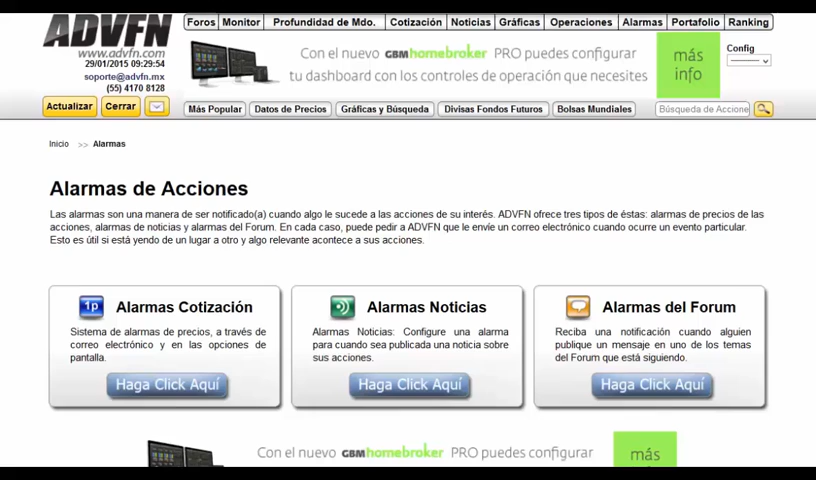 ADVFN
www.advfn.com
29/01/2015 09:29:54
soporte@advfn.mx
(55) 4170 8128
Actualizar Cerrar
Foros Monitor Profundidad de Mdo. Cotización Noticias Gráficas Operaciones Alarmas Portafolio Ranking
Con el nuevo GBMhomebroker PRO puedes configurar
tu dashboard con los controles de operación que necesites
más
info
Config
Más Popular Datos de Precios Gráficas y Búsqueda Divisas Fondos Futuros Bolsas Mundiales Búsqueda de Accione
Inicio >> Alarmas
Alarmas de Acciones
Las alarmas son una manera de ser notificado(a) cuando algo le sucede a las acciones de su interés. ADVFN ofrece tres tipos de éstas: alarmas de precios de las
acciones, alarmas de noticias y alarmas del Forum. En cada caso, puede pedir a ADVFN que le envíe un correo electrónico cuando ocurre un evento particular.
Esto es útil si está yendo de un lugar a otro y algo relevante acontece a sus acciones.
1p Alarmas Cotización
Sistema de alarmas de precios, a través de
correo electrónico y en las opciones de
pantalla.
Haga Click Aquí
Alarmas Noticias
Alarmas Noticias: Configure una alarma
para cuando sea publicada una noticia sobre
sus acciones.
Haga Click Aquí
Alarmas del Forum
Reciba una notificación cuando alguien
publique un mensaje en uno de los temas
del Forum que está siguiendo.
Haga Click Aquí
Con el nuevo GBMhomebroker PRO puedes configurar
más